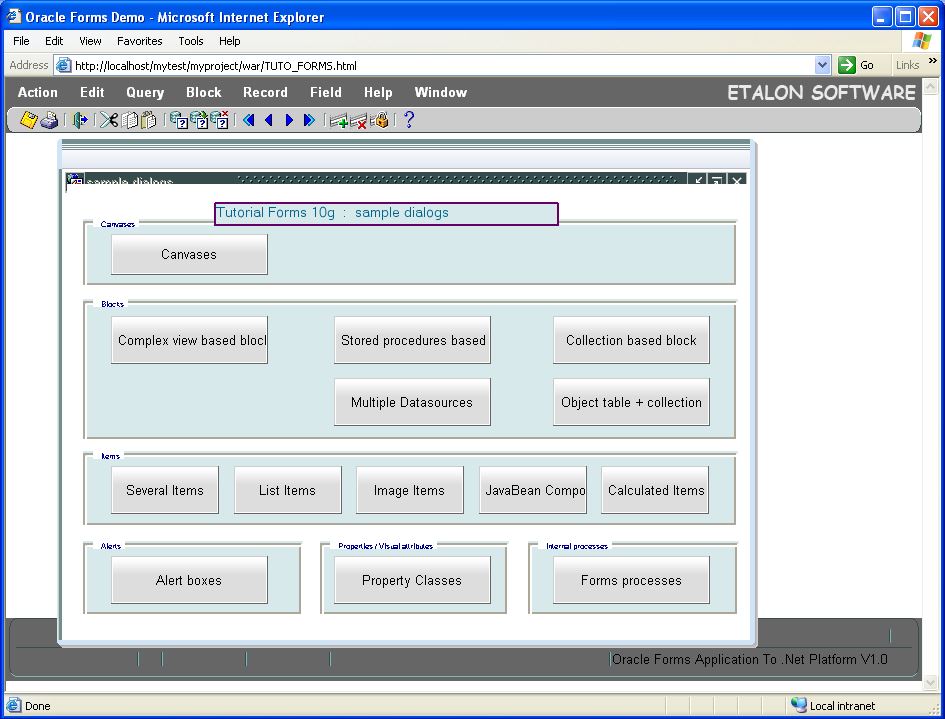 Oracle Forms Demo - Microsoft Internet Explorer
File Edit View Favorites Tools Help
Address http://localhost/mytest/myproject/war/TUTO_FORMS.html Go Links »
Action Edit Query Block Record Field Help Window ETALON SOFTWARE
sample dialogs
Tutorial Forms 10g : sample dialogs
Canvases
Canvases
Blocks
Complex view based blocl Stored procedures based Collection based block
Multiple Datasources Object table + collection
Items
Several Items List Items Image Items JavaBean Compo Calculated Items
Alerts Properties / Visual attributes Internal processes
Alert boxes Property Classes Forms processes
Oracle Forms Application To .Net Platform V1.0
Done Local intranet